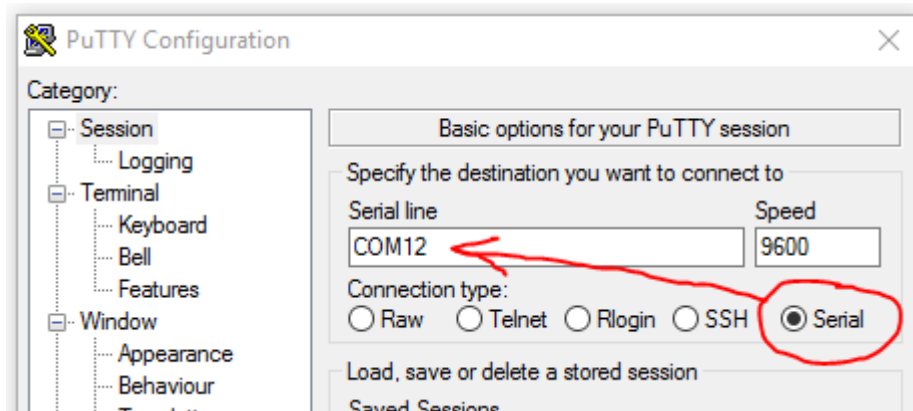 PuTTY Configuration
Category:
Session
Logging
Terminal
Keyboard
Bell
Features
Window
Appearance
Behaviour
Basic options for your PuTTY session
Specify the destination you want to connect to
Serial line Speed
COM12 9600
Connection type:
Raw Telnet Rlogin SSH Serial
Load, save or delete a stored session
Saved Sessions